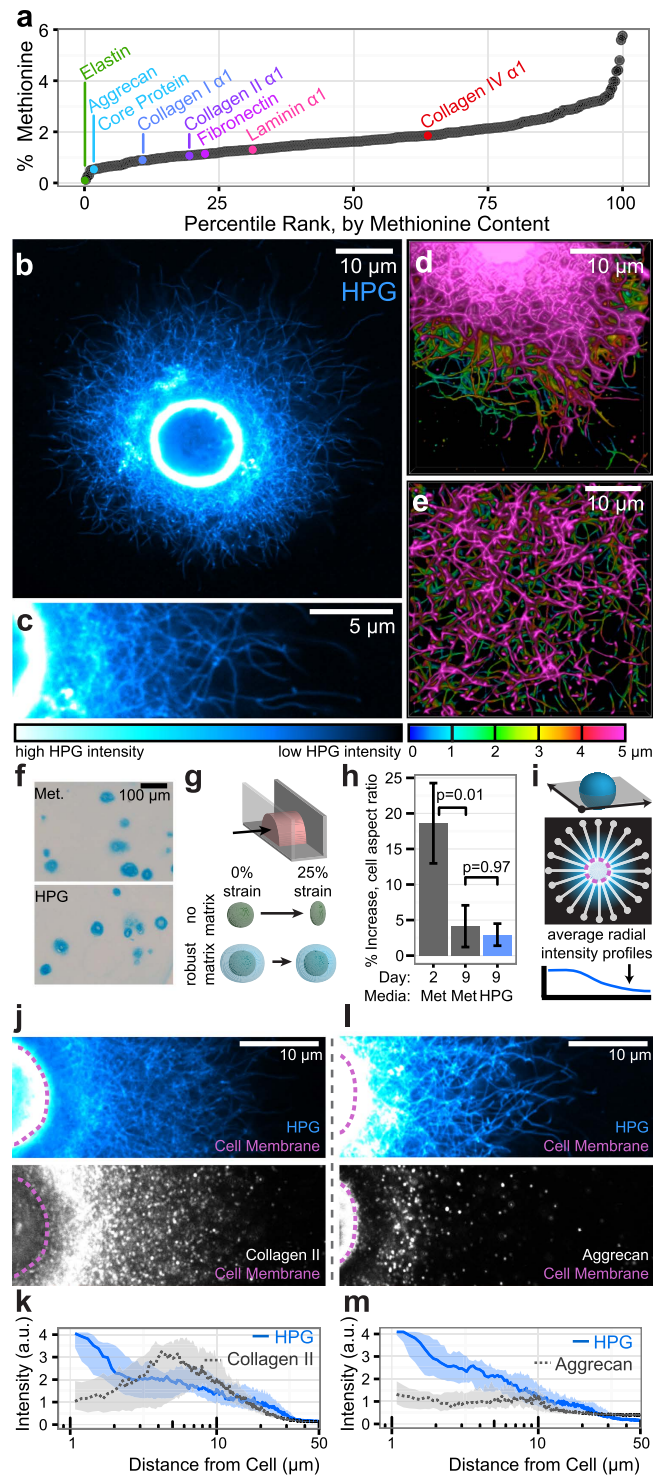 a
6
4
2
0
% Methionine
Elastin
Aggrecan
Core Protein
Collagen I α1
Collagen II α1
Fibronectin
Laminin α1
Collagen IV α1
0 25 50 75 100
Percentile Rank, by Methionine Content
b
10 µm
HPG
d
10 µm
e
10 µm
c
5 µm
high HPG intensity low HPG intensity
0 1 2 3 4 5 µm
f
Met.
100 µm
HPG
g
0% strain
25% strain
no matrix
robust matrix
h
25
20
15
10
5
0
% Increase, cell aspect ratio
p=0.01
p=0.97
Day: 2 9 9
Media: Met Met HPG
i
average radial
intensity profiles
j
10 µm
HPG
Cell Membrane
Collagen II
Cell Membrane
l
10 µm
HPG
Cell Membrane
Aggrecan
Cell Membrane
k
4
3
2
1
0
Intensity (a.u.)
HPG
Collagen II
1 10 50
Distance from Cell (µm)
m
4
3
2
1
0
Intensity (a.u.)
HPG
Aggrecan
1 10 50
Distance from Cell (µm)